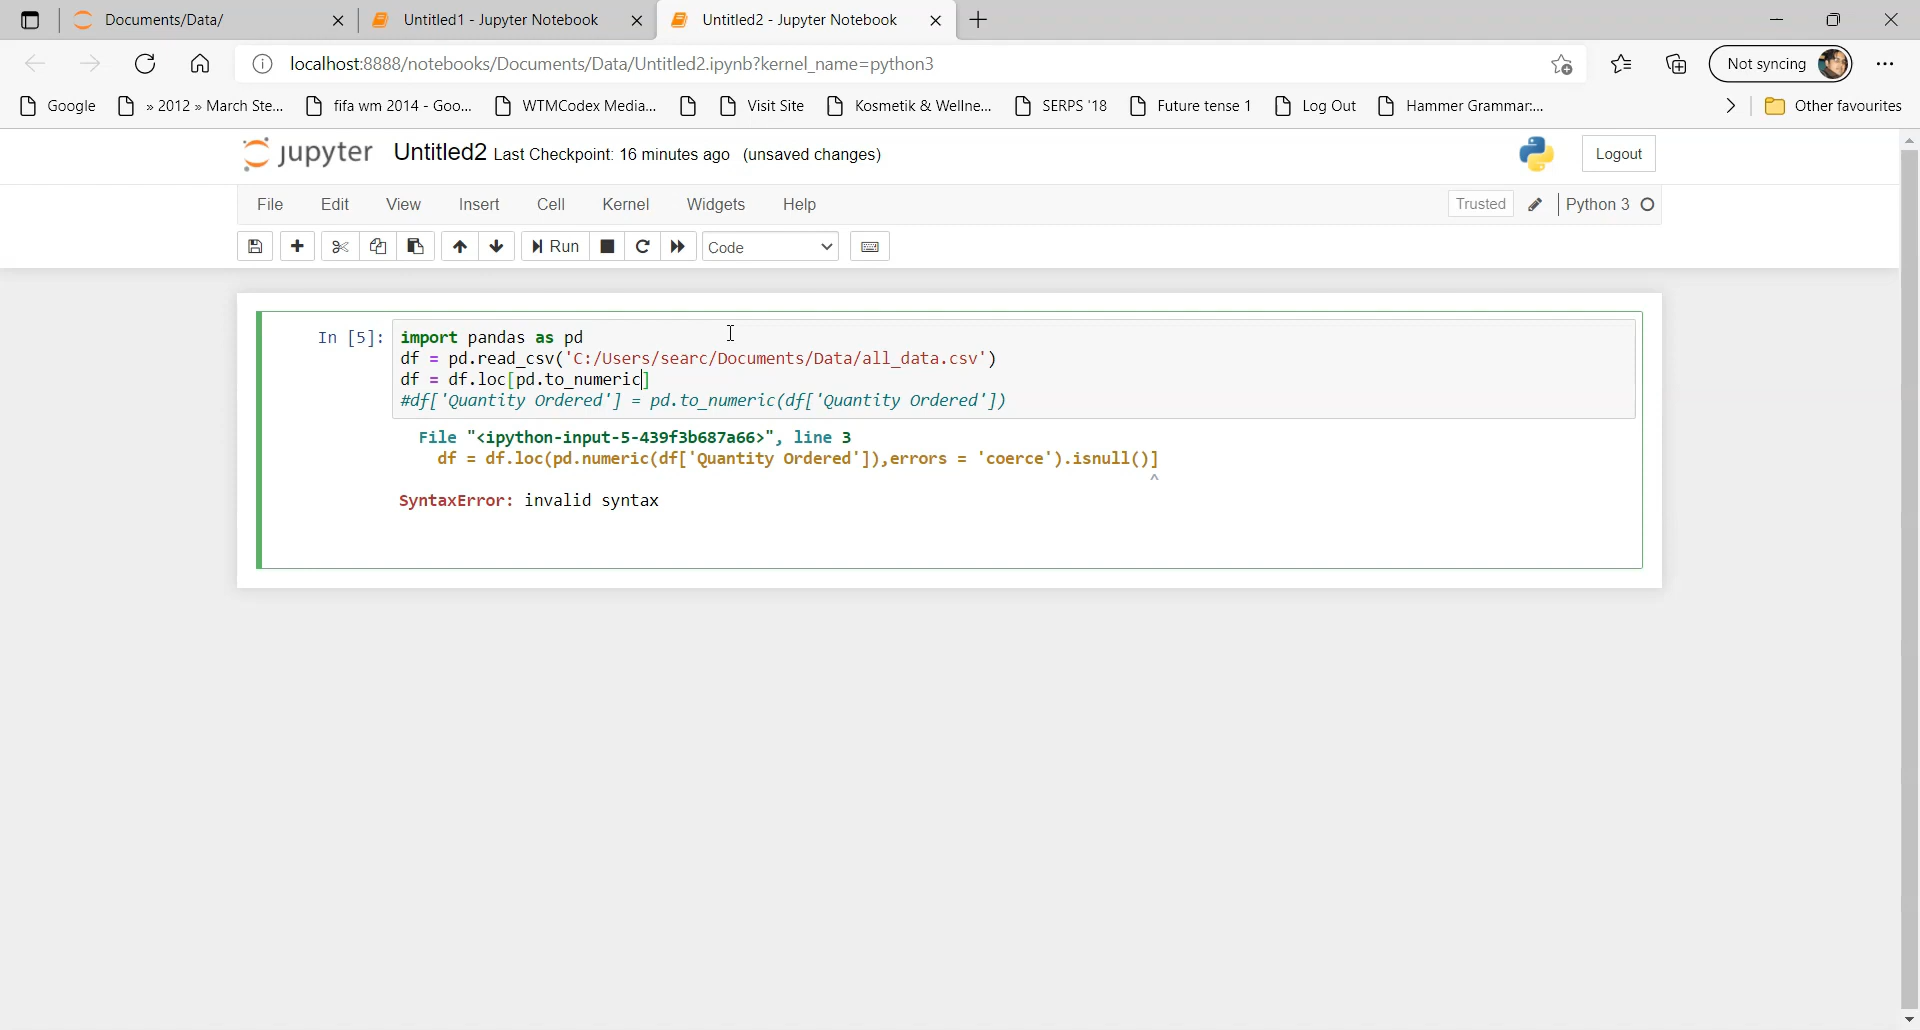 Documents/Data/
Untitled1 - Jupyter Notebook
Untitled2 - Jupyter Notebook
localhost:8888/notebooks/Documents/Data/Untitled2.ipynb?kernel_name=python3
Not syncing
Google
» 2012 » March Ste...
fifa wm 2014 - Goo...
WTMCodex Media...
Visit Site
Kosmetik & Wellne...
SERPS '18
Future tense 1
Log Out
Hammer Grammar:...
Other favourites
jupyter Untitled2 Last Checkpoint: 16 minutes ago (unsaved changes)
Logout
File Edit View Insert Cell Kernel Widgets Help
Trusted
Python 3
Run
Code
In [5]: import pandas as pd
df = pd.read_csv('C:/Users/searc/Documents/Data/all_data.csv')
df = df.loc[pd.to_numeric]
#df['Quantity Ordered'] = pd.to_numeric(df['Quantity Ordered'])
File "<ipython-input-5-439f3b687a66>", line 3
df = df.loc(pd.numeric(df['Quantity Ordered']),errors = 'coerce').isnull()]
^
SyntaxError: invalid syntax